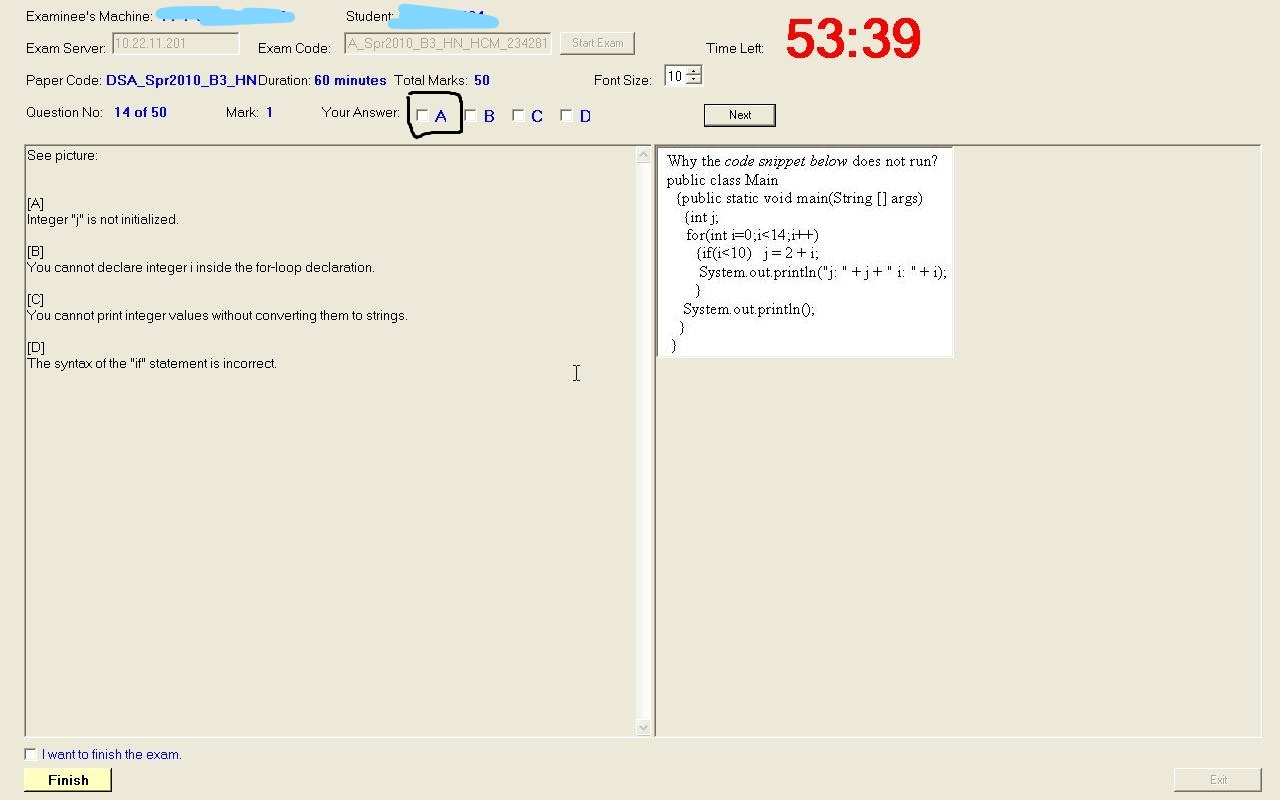 Examinee's Machine:
Student:
53:39
Exam Server: 10.22.11.201 Exam Code: A_Spr2010_B3_HN_HCM_234281 Start Exam
Time Left:
Paper Code: DSA_Spr2010_B3_HN Duration: 60 minutes Total Marks: 50 Font Size: 10
Question No: 14 of 50 Mark: 1 Your Answer: A B C D Next
See picture:
[A]
Integer "j" is not initialized.
[B]
You cannot declare integer i inside the for-loop declaration.
[C]
You cannot print integer values without converting them to strings.
[D]
The syntax of the "if" statement is incorrect.
Why the code snippet below does not run?
public class Main
{public static void main(String [] args)
{int j;
for(int i=0;i<14;i++)
{if(i<10) j = 2 + i;
System.out.println("j: " + j + " i: " + i);
}
System.out.println();
}
}
I want to finish the exam.
Finish
Exit